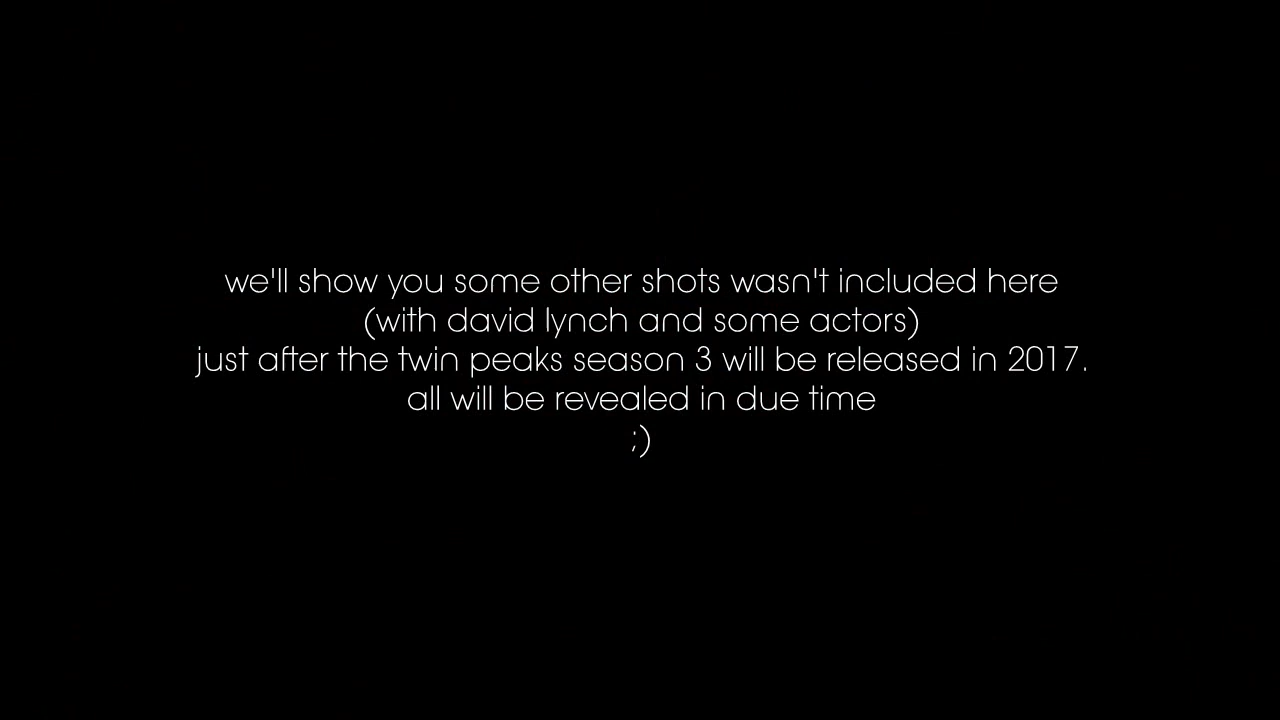 we'll show you some other shots wasn't included here
(with david lynch and some actors)
just after the twin peaks season 3 will be released in 2017.
all will be revealed in due time
;)